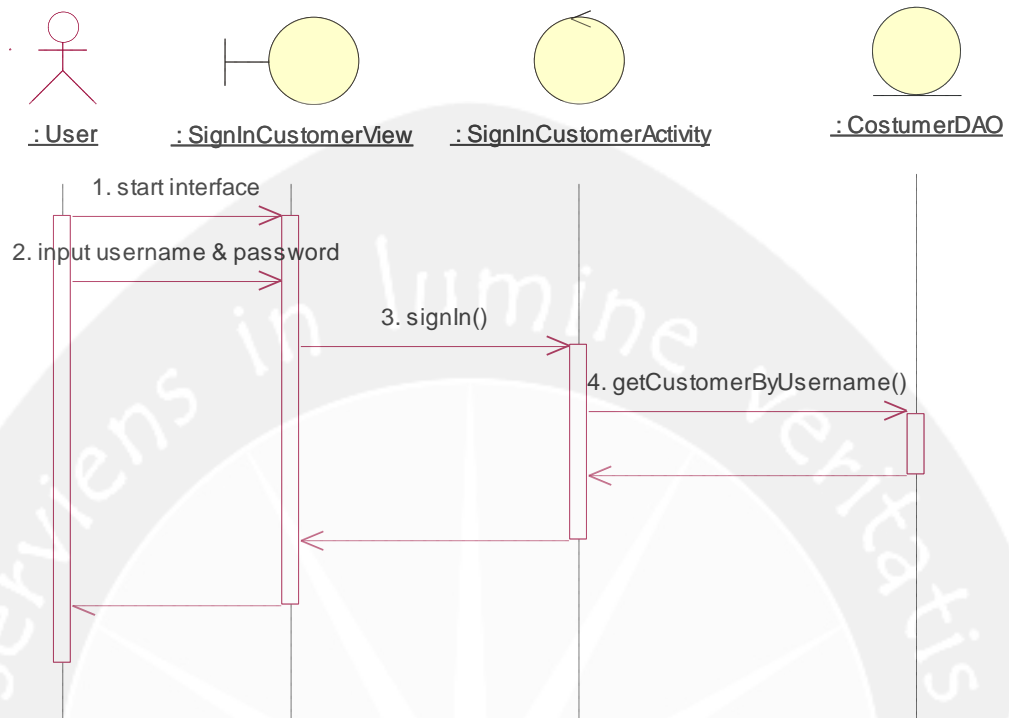 : User
: SignInCustomerView
: SignInCustomerActivity
: CostumerDAO
1. start interface
2. input username & password
3. signIn()
4. getCustomerByUsername()
serviens in lumine veritatis